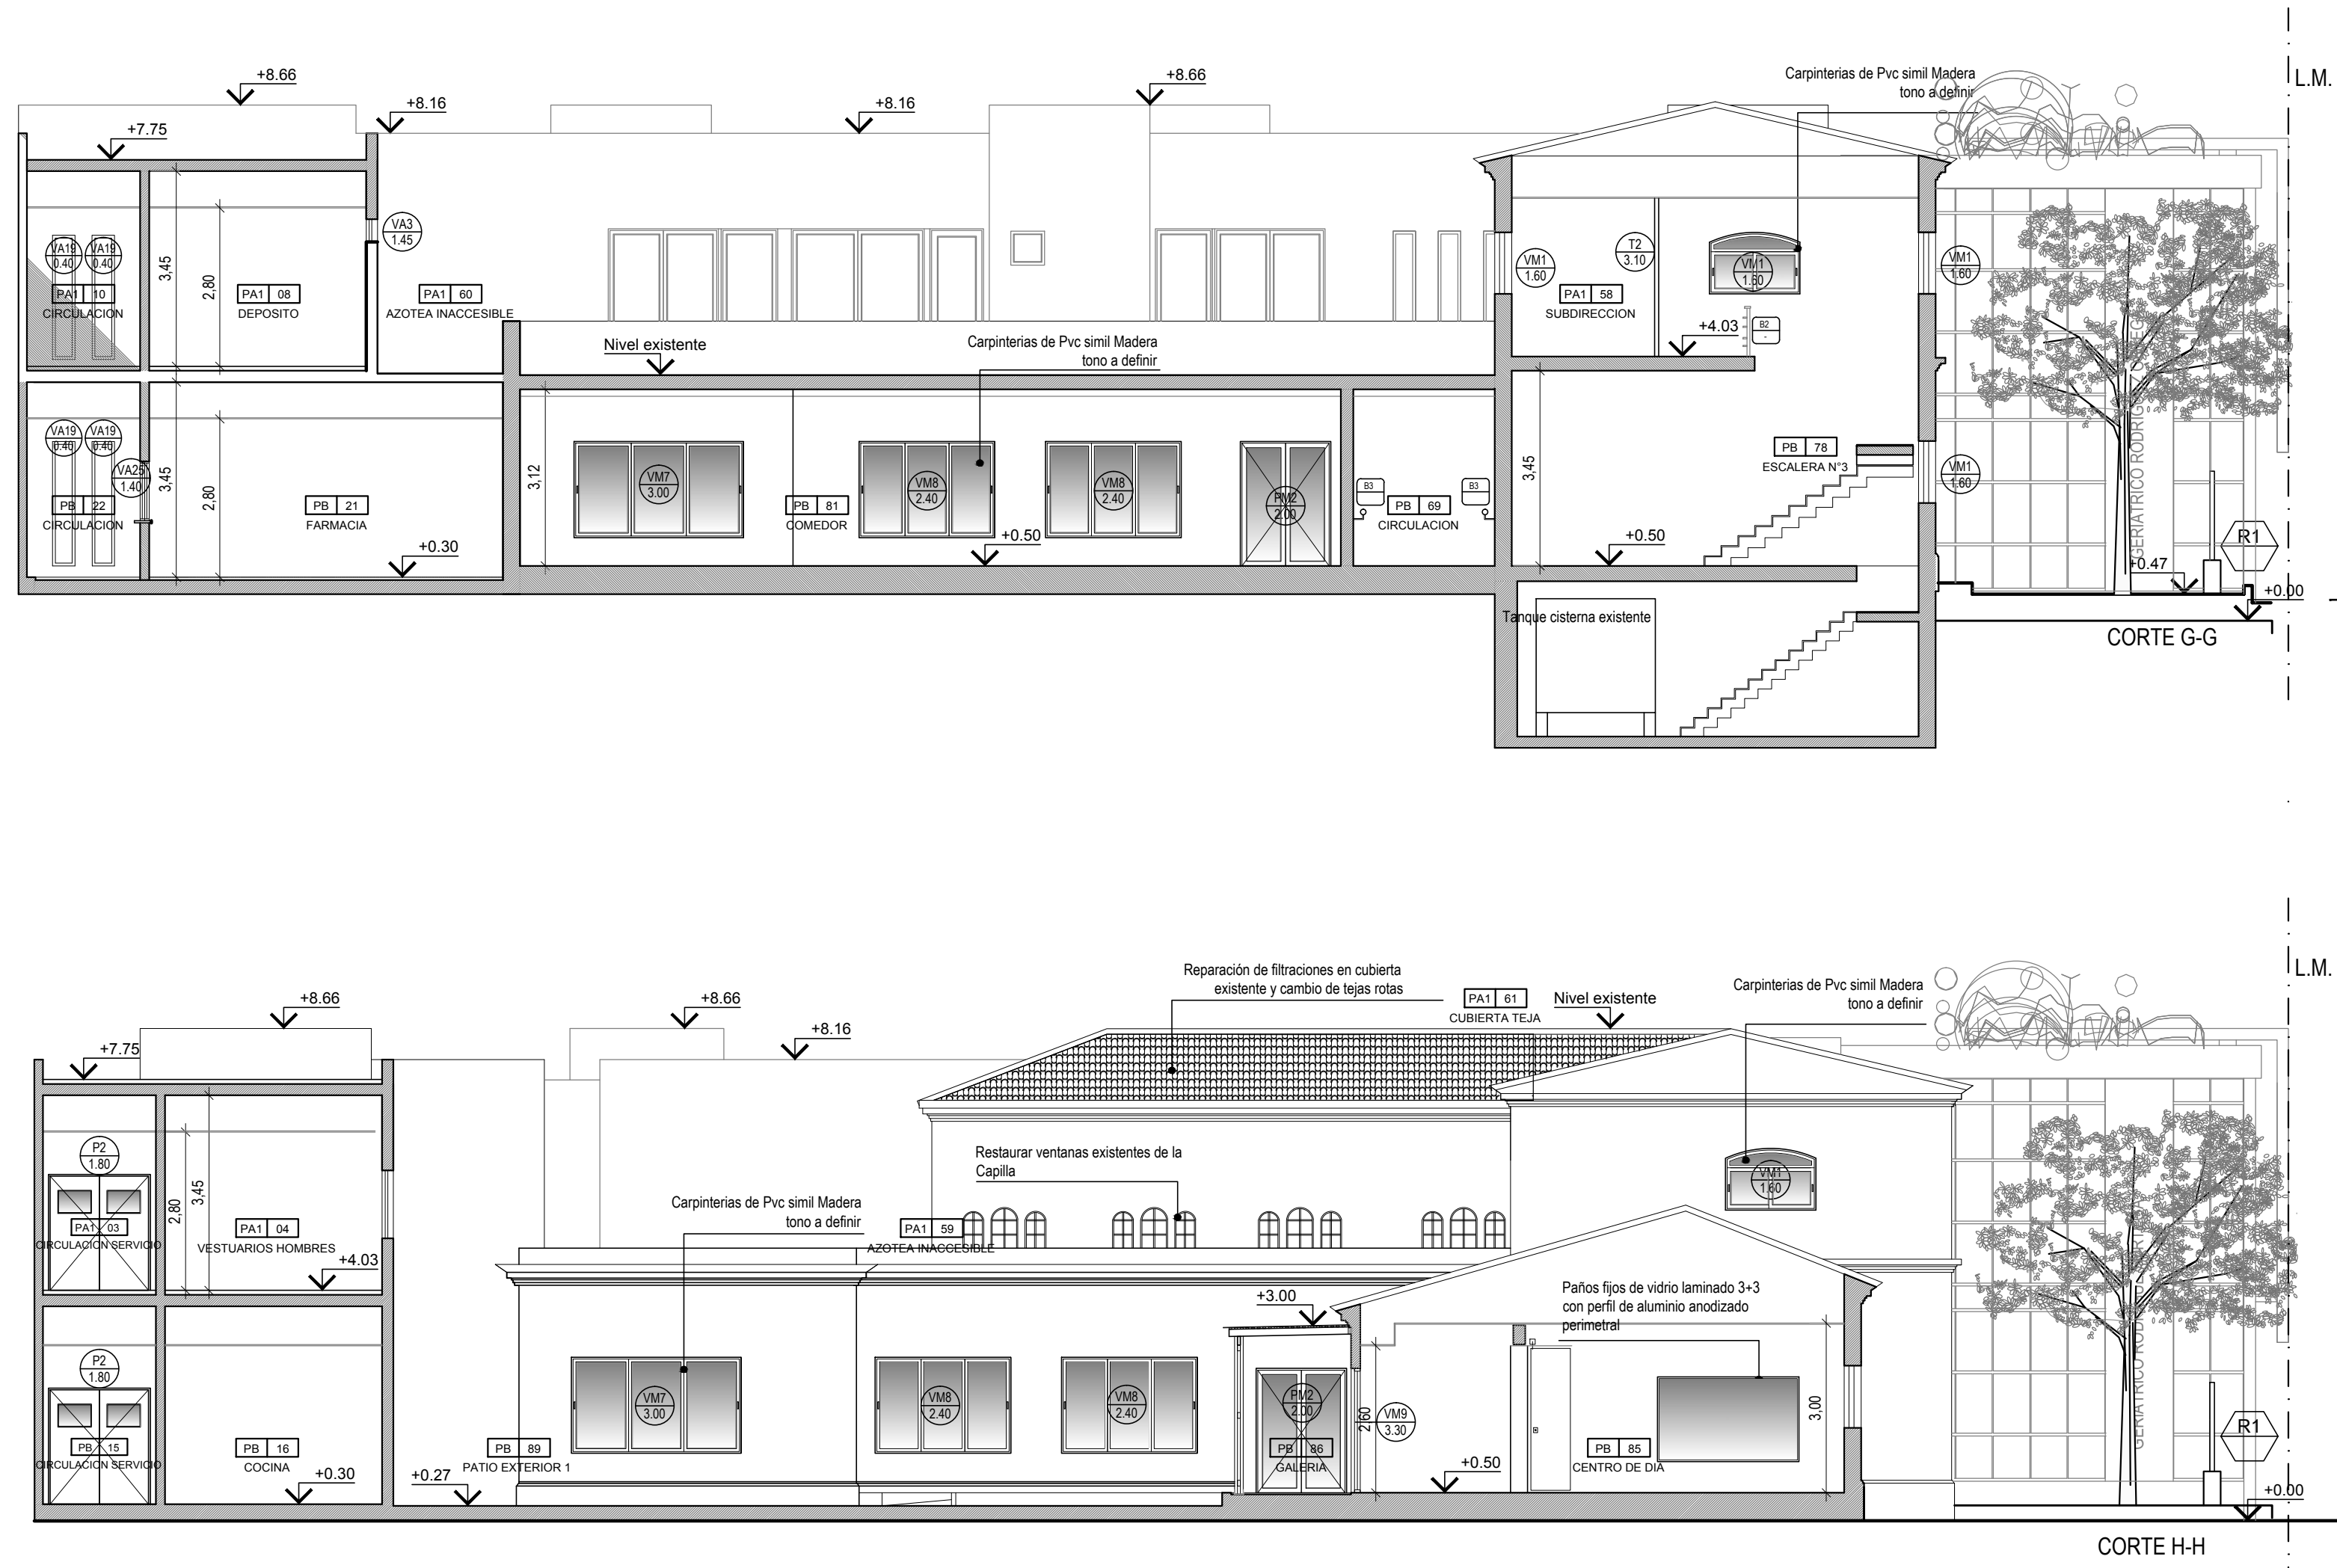 +8.66
+8.66
Carpinterias de Pvc simil Madera
tono a definir
L.M.
+8.16
+8.16
+7.75
VA3
1.45
VA19
0.40
VA19
0.40
3,45
2,80
PA1 10
CIRCULACION
PA1 08
DEPOSITO
PA1 60
AZOTEA INACCESIBLE
VM1
1.60
T2
3.10
VM1
1.60
VM1
1.60
PA1 58
SUBDIRECCION
+4.03
B2
-
Nivel existente
Carpinterias de Pvc simil Madera
tono a definir
VA19
0.40
VA19
0.40
VA25
1.40
3,45
2,80
PB 22
CIRCULACION
PB 21
FARMACIA
+0.30
3,12
VM7
3.00
PB 81
COMEDOR
VM8
2.40
VM8
2.40
PM2
2.00
+0.50
B3
B3
PB 69
CIRCULACION
3,45
PB 78
ESCALERA N°3
VM1
1.60
+0.50
GERIATRICO RODRIGO
R1
+0.47
+0.00
Tanque cisterna existente
CORTE G-G
L.M.
Reparación de filtraciones en cubierta
existente y cambio de tejas rotas
PA1 61
CUBIERTA TEJA
Nivel existente
Carpinterias de Pvc simil Madera
tono a definir
+8.66
+8.66
+8.16
+7.75
P2
1.80
2,80
3,45
PA1 03
CIRCULACION SERVICIO
PA1 04
VESTUARIOS HOMBRES
+4.03
Restaurar ventanas existentes de la
Capilla
VM1
1.60
Carpinterias de Pvc simil Madera
tono a definir
PA1 59
AZOTEA INACCESIBLE
+3.00
Paños fijos de vidrio laminado 3+3
con perfil de aluminio anodizado
perimetral
P2
1.80
PB 15
CIRCULACION SERVICIO
PB 16
COCINA
+0.30
+0.27
PB 89
PATIO EXTERIOR 1
VM7
3.00
VM8
2.40
VM8
2.40
PM2
2.00
PB 86
GALERIA
2,60
VM9
3.30
+0.50
PB 85
CENTRO DE DIA
3,00
GERIATRICO
R1
+0.00
CORTE H-H